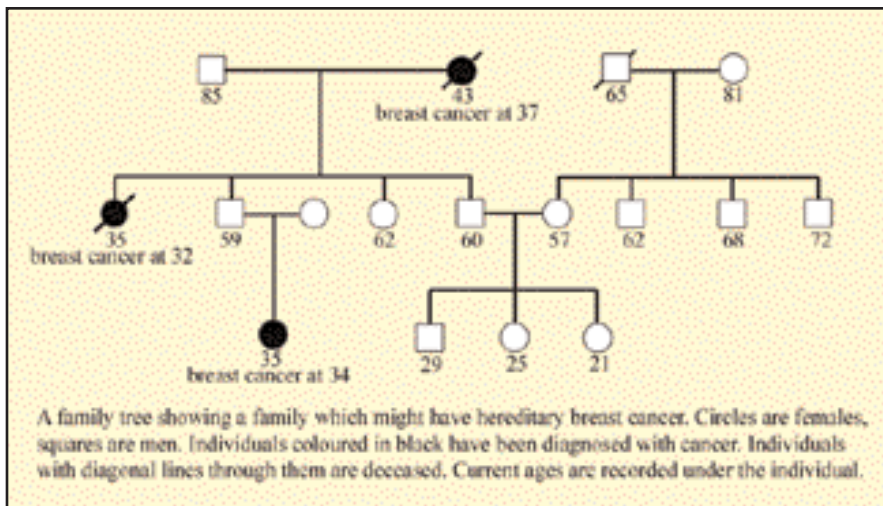 85
43
65
81
breast cancer at 37
35
59
62
60
57
62
68
72
breast cancer at 32
35
29
25
21
breast cancer at 34
A family tree showing a family which might have hereditary breast cancer. Circles are females,
squares are men. Individuals coloured in black have been diagnosed with cancer. Individuals
with diagonal lines through them are deceased. Current ages are recorded under the individual.